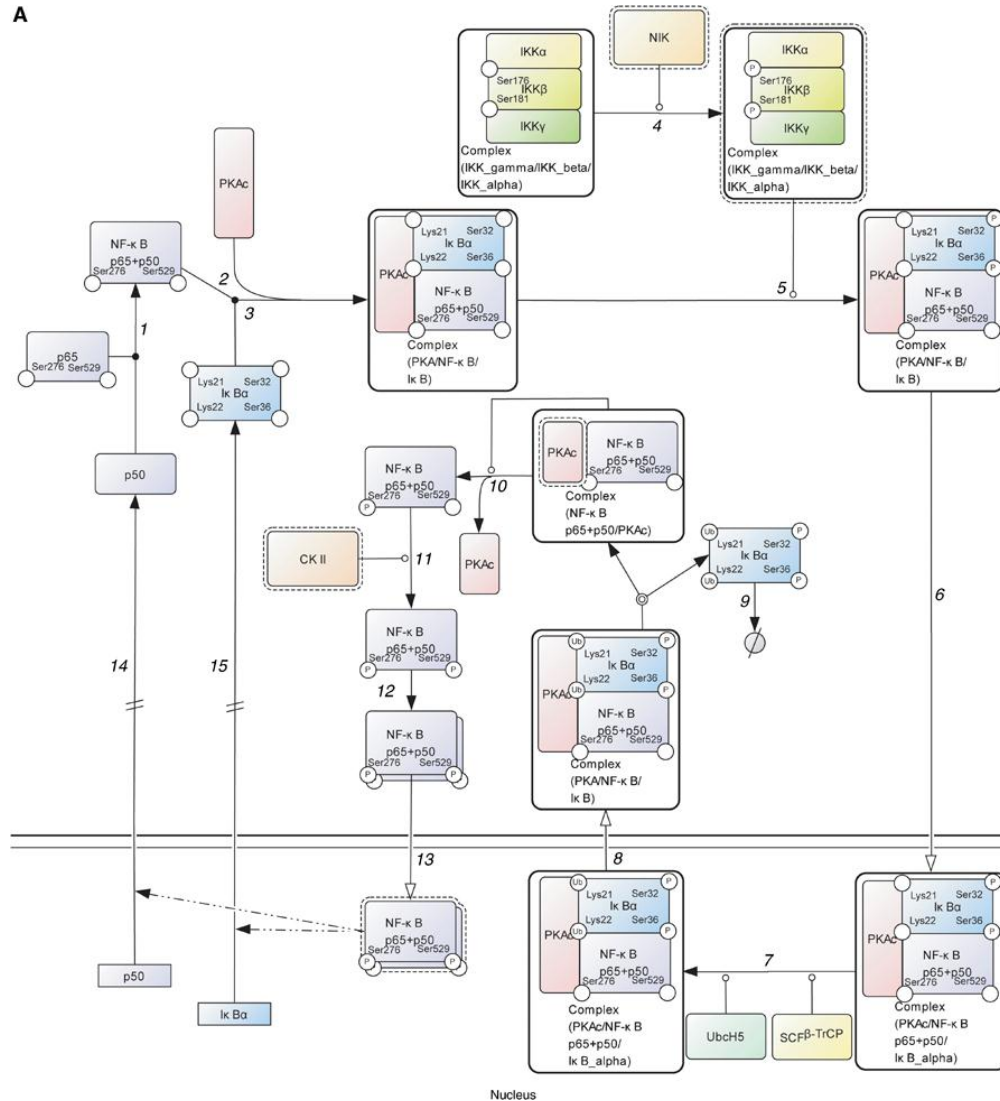 A
IKKα
Ser176
IKKβ
Ser181
IKKγ
Complex
(IKK_gamma/IKK_beta/
IKK_alpha)
NIK
4
IKKα
P
Ser176
IKKβ
Ser181
P
IKKγ
Complex
(IKK_gamma/IKK_beta/
IKK_alpha)
PKAc
NF-κ B
p65+p50
Ser276 Ser529
2
3
1
p65
Ser276 Ser529
Lys21 Ser32
Iκ Bα
Lys22 Ser36
p50
PKAc
Lys21 Ser32
Iκ Bα
Lys22 Ser36
NF-κ B
p65+p50
Ser276 Ser529
Complex
(PKA/NF-κ B/
Iκ B)
5
PKAc
P
Lys21 Ser32
Iκ Bα
Lys22 Ser36
P
NF-κ B
p65+p50
Ser276 Ser529
Complex
(PKA/NF-κ B/
Iκ B)
NF-κ B
p65+p50
Ser276 Ser529
P
10
PKAc
PKAc
NF-κ B
p65+p50
Ser276 Ser529
Complex
(NF-κ B
p65+p50/PKAc)
CK II
11
Ub P
Lys21 Ser32
Iκ Bα
Lys22 Ser36
Ub P
9
6
NF-κ B
p65+p50
Ser276 Ser529
P P
12
NF-κ B
p65+p50
Ser276 Ser529
P P
14
15
PKAc
Ub P
Lys21 Ser32
Iκ Bα
Lys22 Ser36
Ub P
NF-κ B
p65+p50
Ser276 Ser529
Complex
(PKA/NF-κ B/
Iκ B)
13
8
NF-κ B
p65+p50
Ser276 Ser529
P P
p50
Iκ Bα
PKAc
Ub P
Lys21 Ser32
Iκ Bα
Lys22 Ser36
Ub P
NF-κ B
p65+p50
Ser276 Ser529
Complex
(PKAc/NF-κ B
p65+p50/
Iκ B_alpha)
7
UbcH5
SCFβ-TrCP
PKAc
P
Lys21 Ser32
Iκ Bα
Lys22 Ser36
P
NF-κ B
p65+p50
Ser276 Ser529
Complex
(PKAc/NF-κ B
p65+p50/
Iκ B_alpha)
Nucleus